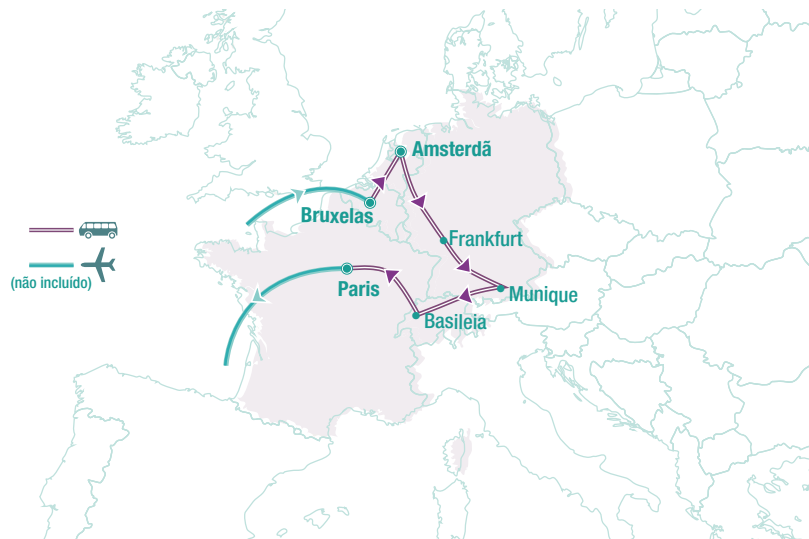 Amsterdã
Bruxelas
Frankfurt
(não incluído)
Paris
Munique
Basileia